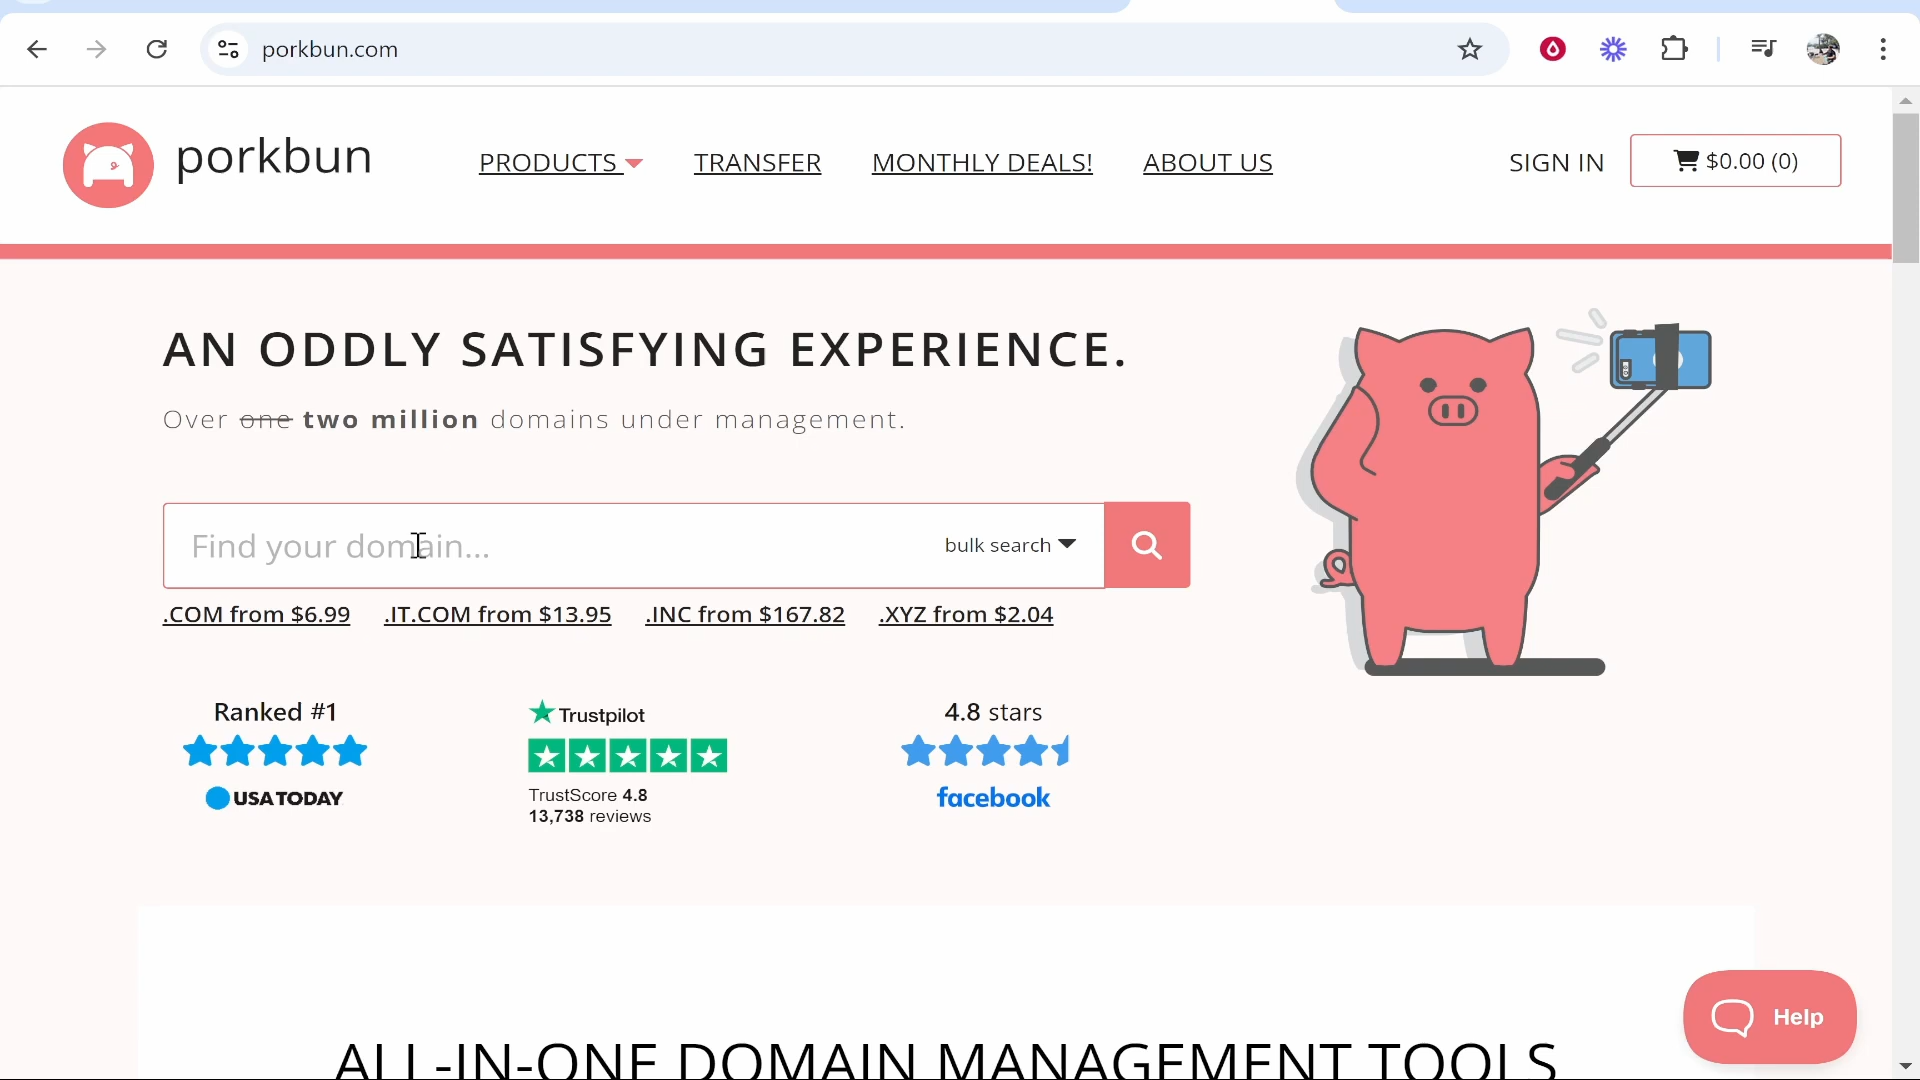 porkbun.com
porkbun
PRODUCTS
TRANSFER
MONTHLY DEALS!
ABOUT US
SIGN IN
$0.00 (0)
AN ODDLY SATISFYING EXPERIENCE.
Over one two million domains under management.
Find your domain...
bulk search
.COM from $6.99
.IT.COM from $13.95
.INC from $167.82
.XYZ from $2.04
Ranked #1
USA TODAY
Trustpilot
TrustScore 4.8
13,738 reviews
4.8 stars
facebook
ALL-IN-ONE DOMAIN MANAGEMENT TOOLS
Help